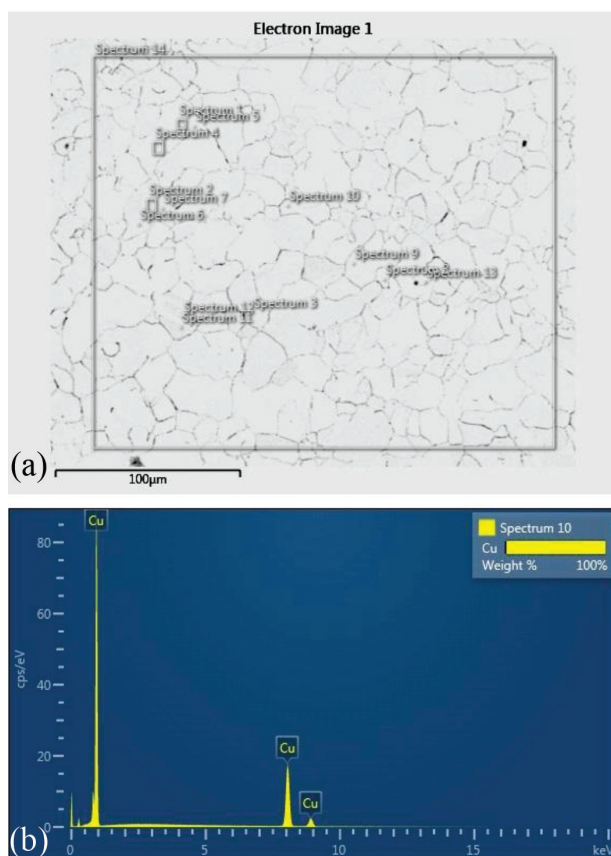 Electron Image 1
Spectrum 14
Spectrum 1
Spectrum 5
Spectrum 4
Spectrum 2
Spectrum 7
Spectrum 10
Spectrum 6
Spectrum 9
Spectrum 13
Spectrum 3
Spectrum 11
(a)
100μm
Cu
Spectrum 10
Cu
Weight % 100%
80
60
cps/eV
40
Cu
20
Cu
0
(b)
0 5 10 15 keV